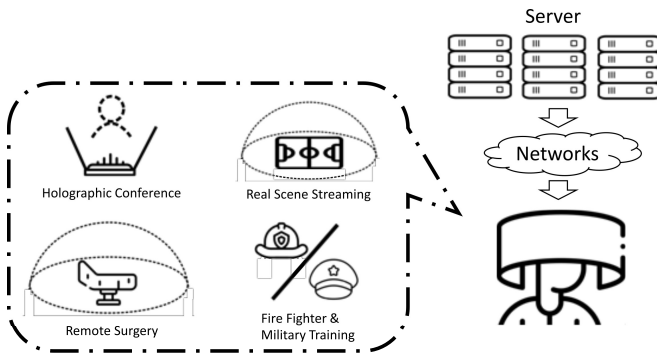 Server
Networks
Holographic Conference
Real Scene Streaming
Remote Surgery
Fire Fighter &
Military Training